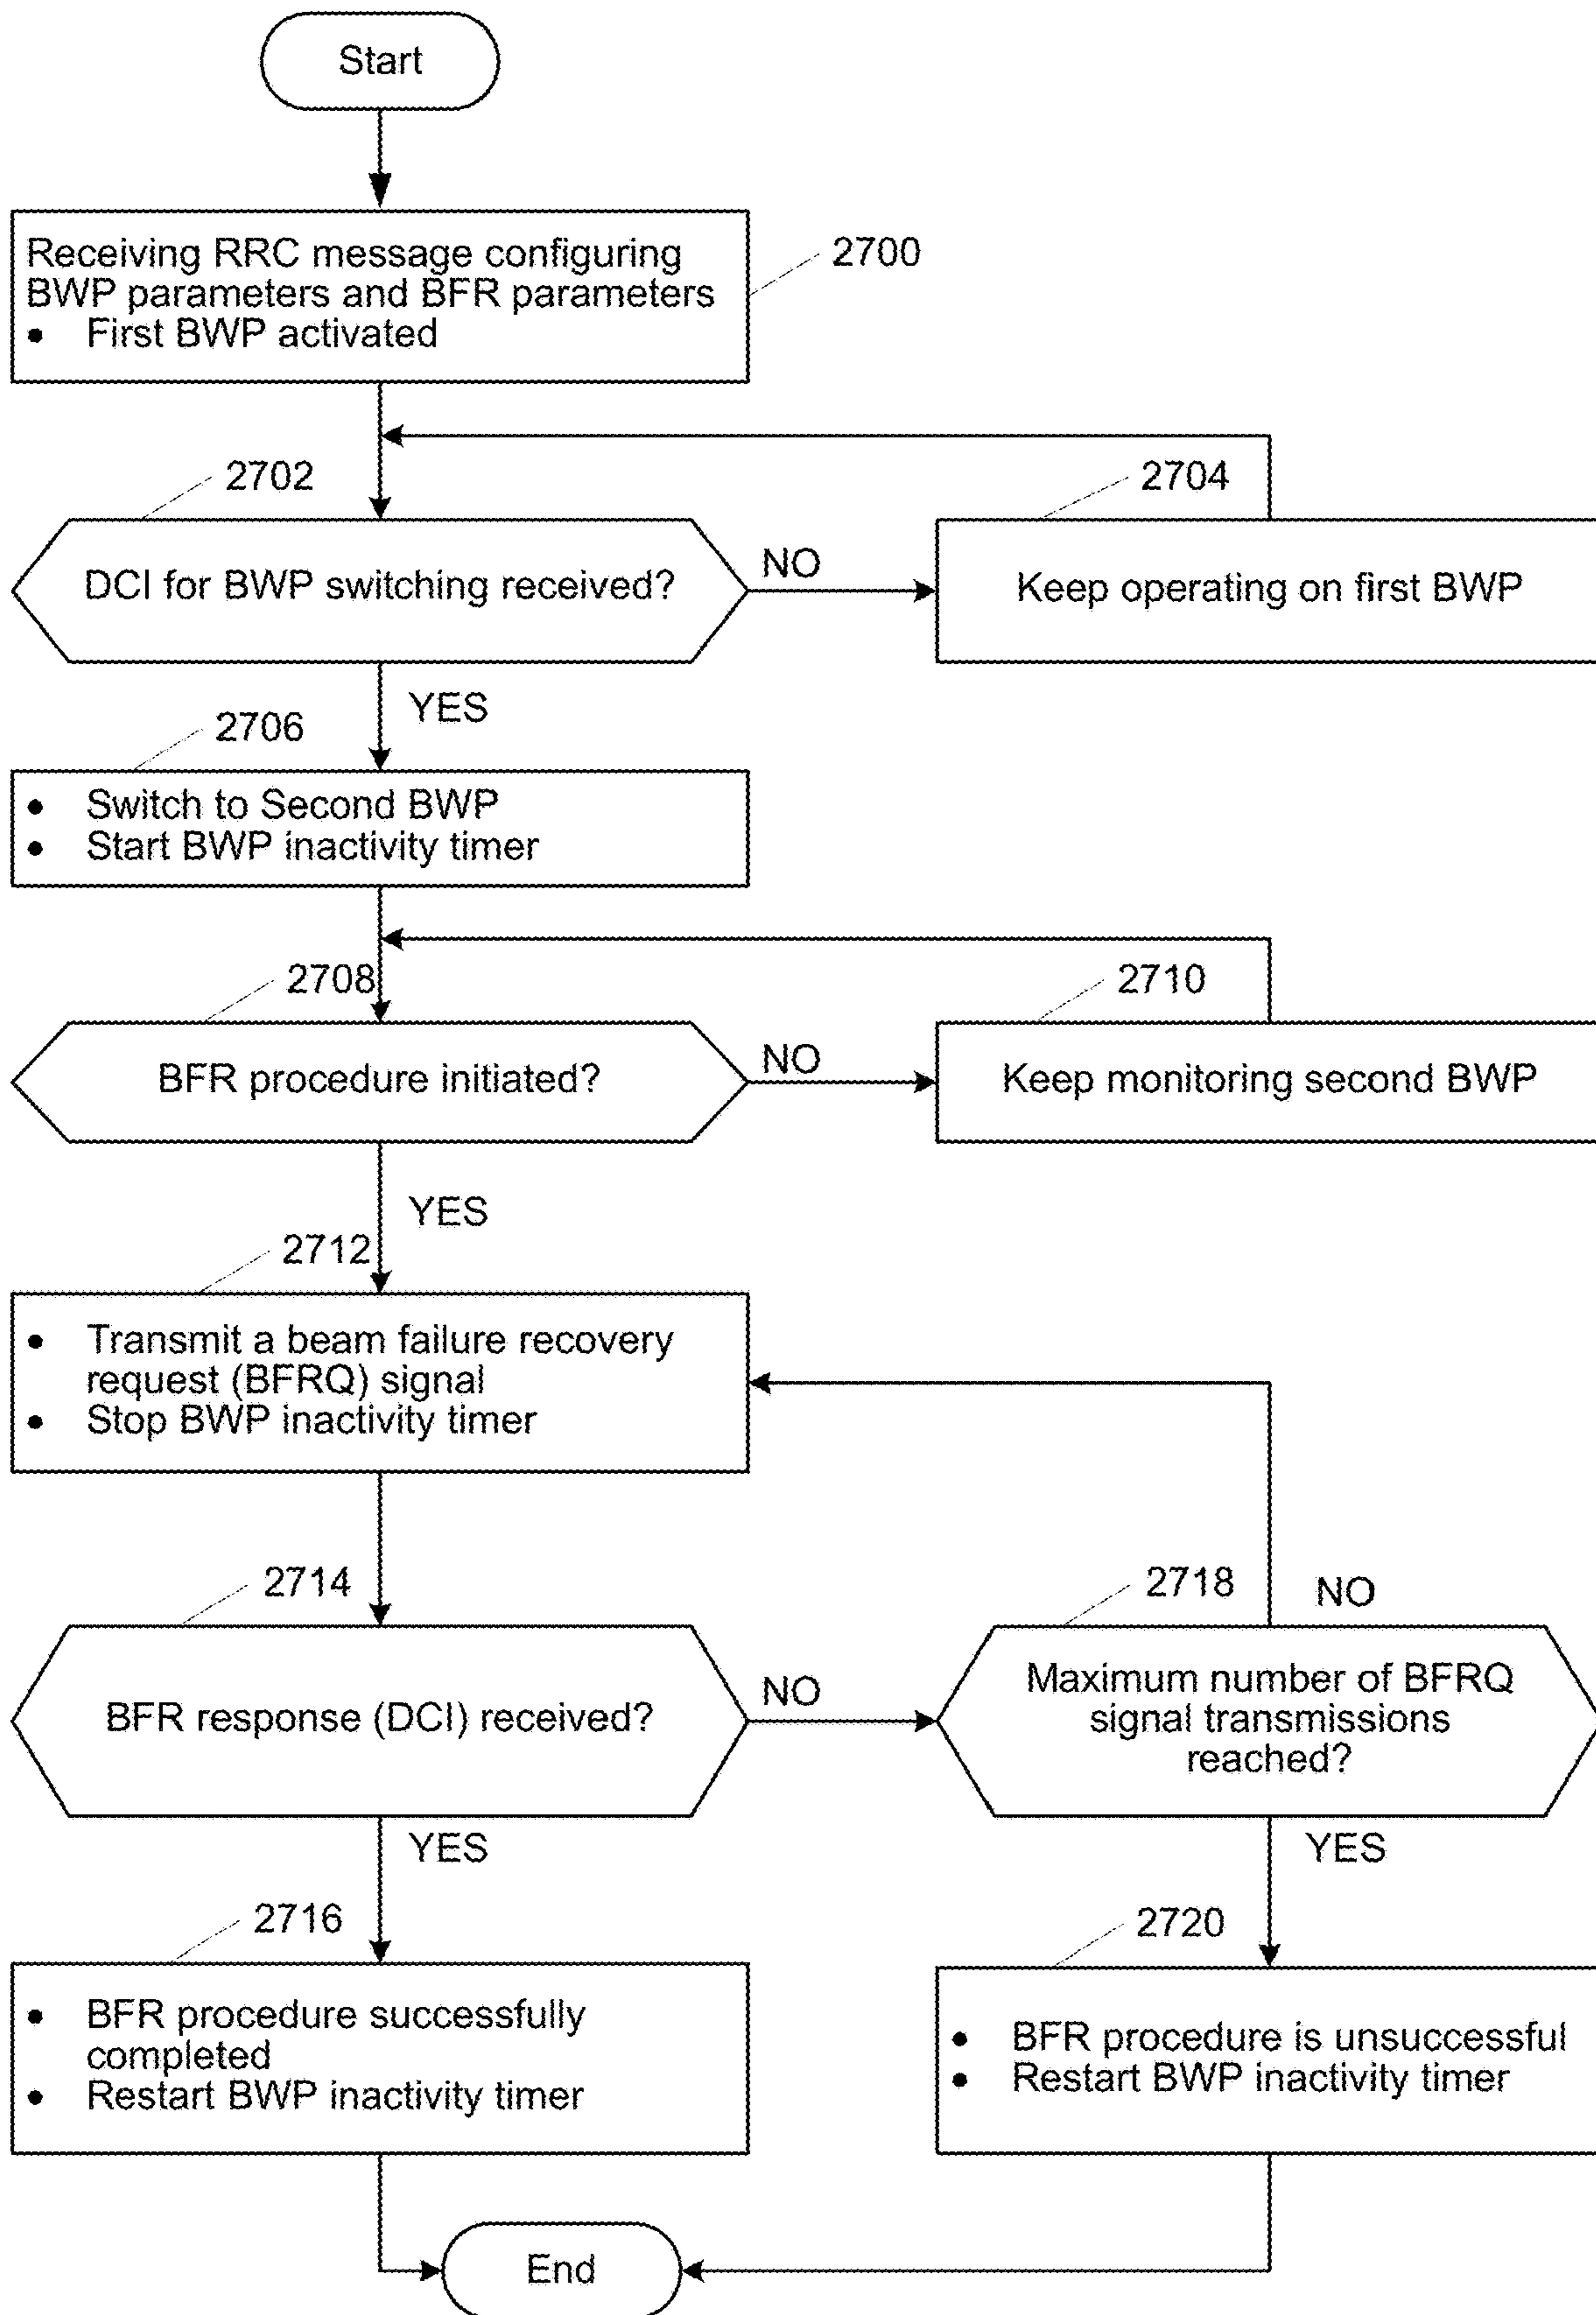 Start
Receiving RRC message configuring
BWP parameters and BFR parameters
• First BWP activated
2700
2702
2704
DCI for BWP switching received?
NO
Keep operating on first BWP
YES
2706
• Switch to Second BWP
• Start BWP inactivity timer
2708
2710
BFR procedure initiated?
NO
Keep monitoring second BWP
YES
2712
• Transmit a beam failure recovery
request (BFRQ) signal
• Stop BWP inactivity timer
2714
2718
NO
BFR response (DCI) received?
NO
Maximum number of BFRQ
signal transmissions
reached?
YES
YES
2716
2720
• BFR procedure successfully
completed
• Restart BWP inactivity timer
• BFR procedure is unsuccessful
• Restart BWP inactivity timer
End